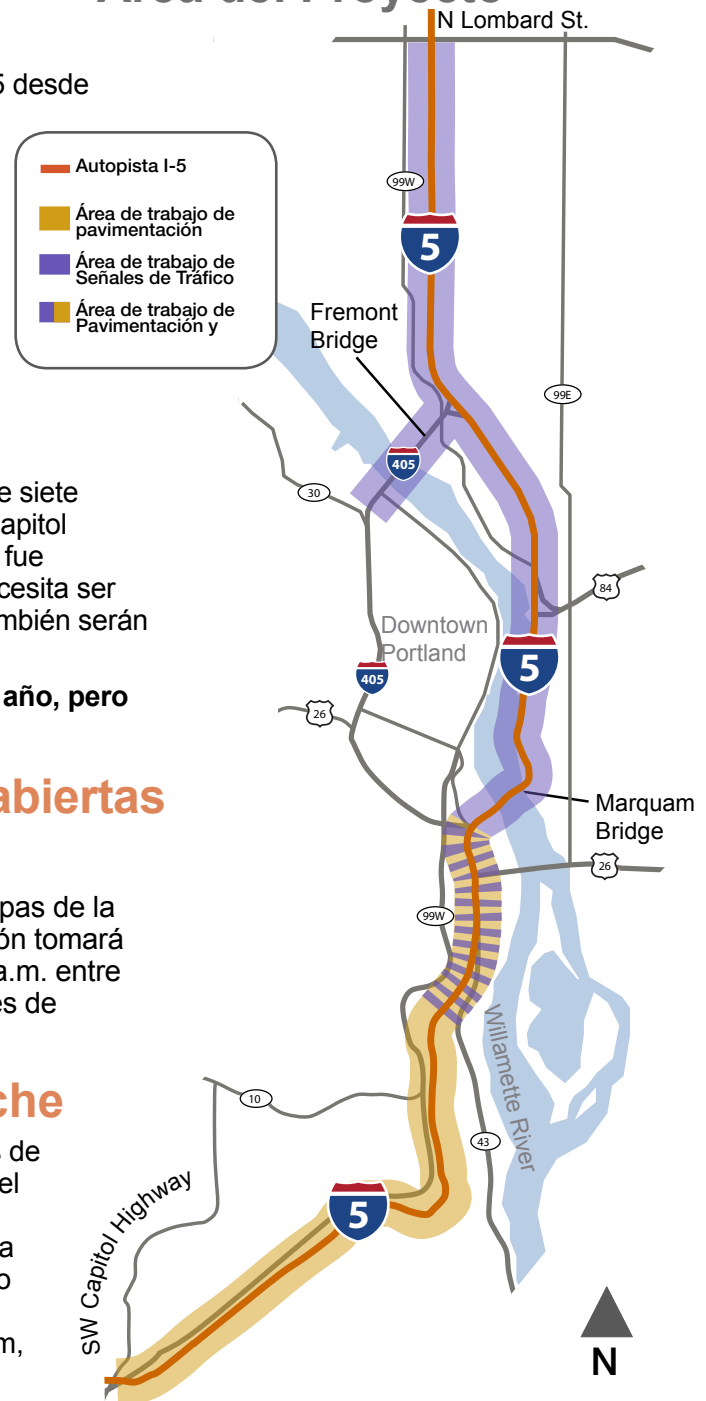 Área del Proyecto
5 desde
Autopista I-5
Área de trabajo de
pavimentación
Área de trabajo de
Señales de Tráfico
Área de trabajo de
Pavimentación y
e siete
apitol
fue
cesita ser
mbién serán
año, pero
abiertas
pas de la
ón tomará
a.m. entre
es de
che
s de
el
a
o
m,
N Lombard St.
99W
5
Fremont
Bridge
99E
405
30
84
Downtown
Portland
5
405
26
Marquam
Bridge
26
99W
Willamette River
10
43
SW Capitol Highway
5
N